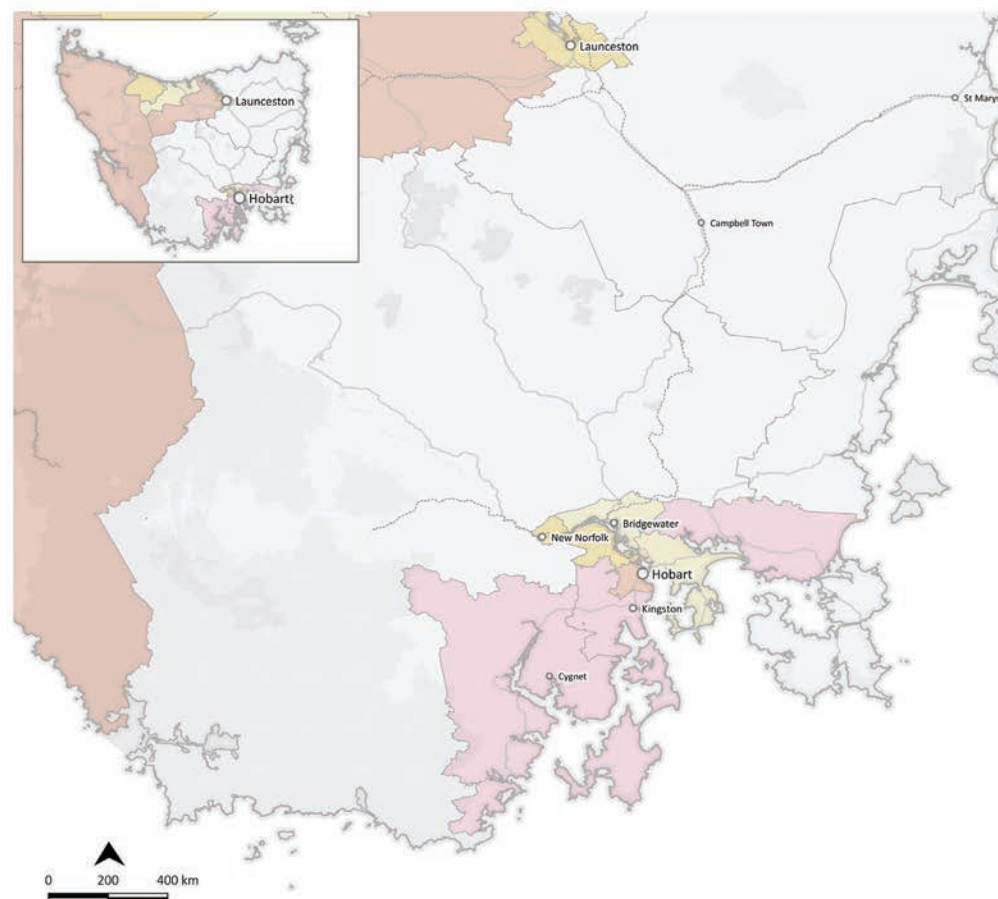 Launceston
Hobart
Launceston
St Marys
Campbell Town
Bridgewater
New Norfolk
Hobart
Kingston
Cygnet
0 200 400 km